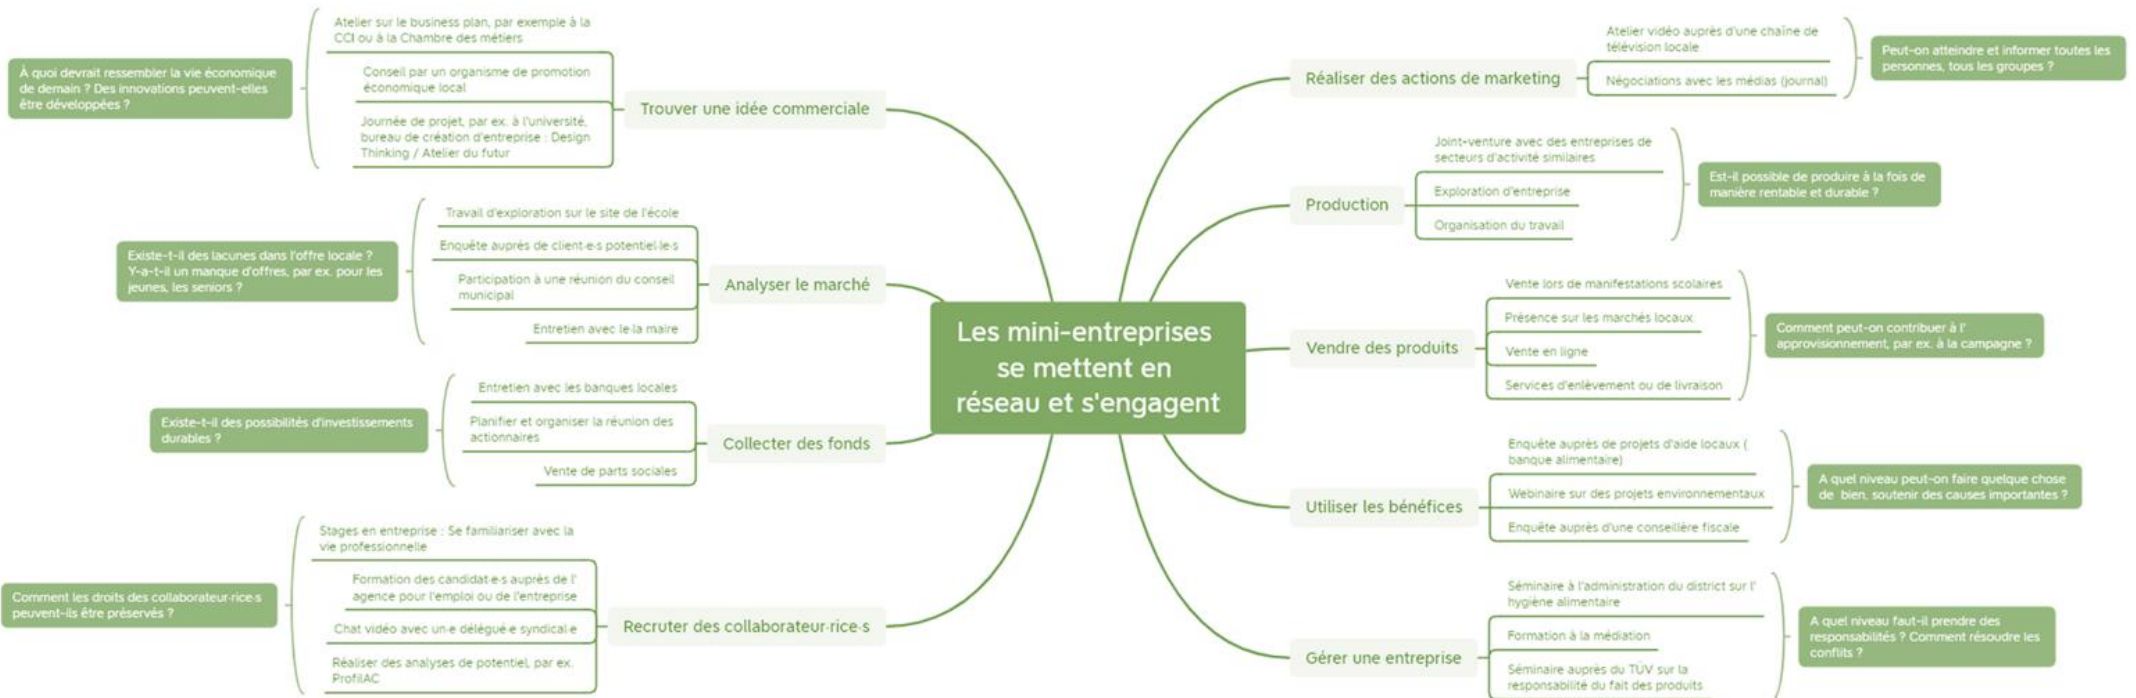 Les mini-entreprises
se mettent en
réseau et s'engagent
Trouver une idée commerciale
Atelier sur le business plan, par exemple à la
CCI ou à la Chambre des métiers
Conseil par un organisme de promotion
économique local
Journée de projet, par ex. à l'université,
bureau de création d'entreprise : Design
Thinking / Atelier du futur
À quoi devrait ressembler la vie économique
de demain ? Des innovations peuvent-elles
être développées ?
Analyser le marché
Travail d'exploration sur le site de l'école
Enquête auprès de client·e·s potentiel·le·s
Participation à une réunion du conseil
municipal
Entretien avec le·la maire
Existe-t-il des lacunes dans l'offre locale ?
Y-a-t-il un manque d'offres, par ex. pour les
jeunes, les seniors ?
Collecter des fonds
Entretien avec les banques locales
Planifier et organiser la réunion des
actionnaires
Vente de parts sociales
Existe-t-il des possibilités d'investissements
durables ?
Recruter des collaborateur·rice·s
Stages en entreprise : Se familiariser avec la
vie professionnelle
Formation des candidat·e·s auprès de l'
agence pour l'emploi ou de l'entreprise
Chat vidéo avec un·e délégué·e syndical·e
Réaliser des analyses de potentiel, par ex.
ProfilAC
Comment les droits des collaborateur·rice·s
peuvent-ils être préservés ?
Réaliser des actions de marketing
Atelier vidéo auprès d'une chaîne de
télévision locale
Négociations avec les médias (journal)
Peut-on atteindre et informer toutes les
personnes, tous les groupes ?
Production
Joint-venture avec des entreprises de
secteurs d'activité similaires
Exploration d'entreprise
Organisation du travail
Est-il possible de produire à la fois de
manière rentable et durable ?
Vendre des produits
Vente lors de manifestations scolaires
Présence sur les marchés locaux
Vente en ligne
Services d'enlèvement ou de livraison
Comment peut-on contribuer à l'
approvisionnement, par ex. à la campagne ?
Utiliser les bénéfices
Enquête auprès de projets d'aide locaux (
banque alimentaire)
Webinaire sur des projets environnementaux
Enquête auprès d'une conseillère fiscale
A quel niveau peut-on faire quelque chose
de bien, soutenir des causes importantes ?
Gérer une entreprise
Séminaire à l'administration du district sur l'
hygiène alimentaire
Formation à la médiation
Séminaire auprès du TÜV sur la
responsabilité du fait des produits
A quel niveau faut-il prendre des
responsabilités ? Comment résoudre les
conflits ?